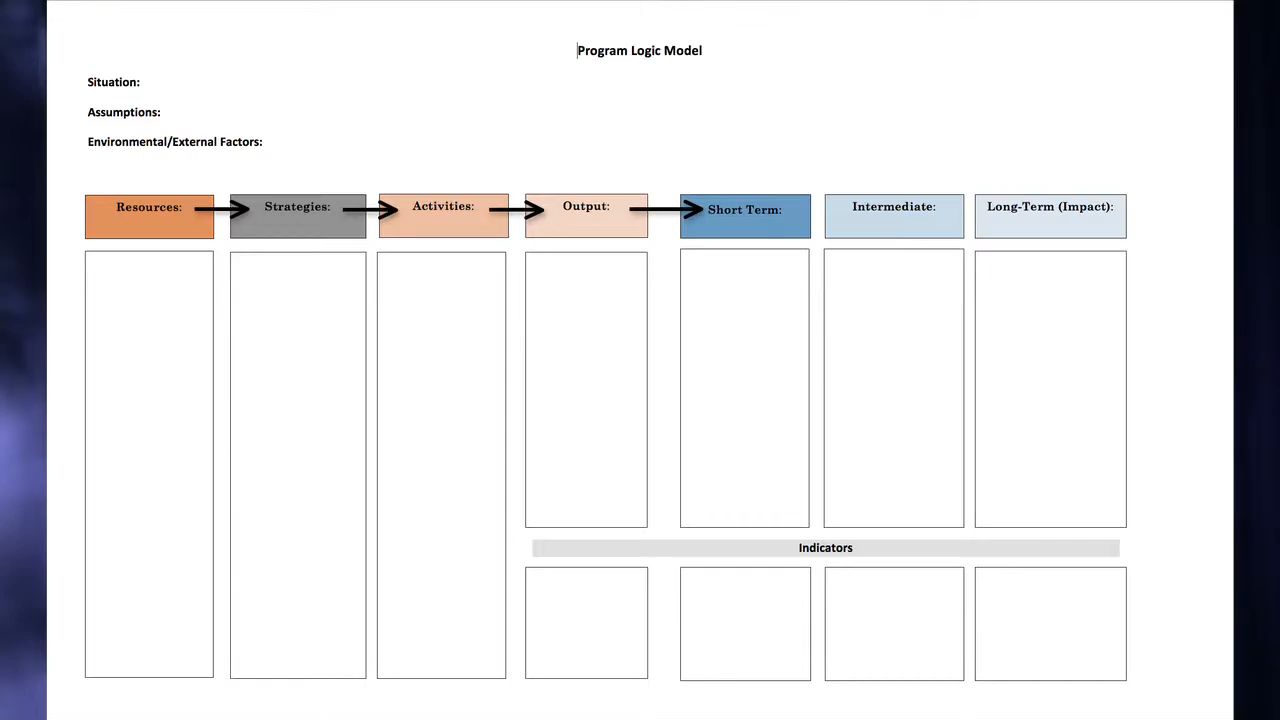 Program Logic Model
Situation:
Assumptions:
Environmental/External Factors:
Resources:
Strategies:
Activities:
Output:
Short Term:
Intermediate:
Long-Term (Impact):
Indicators